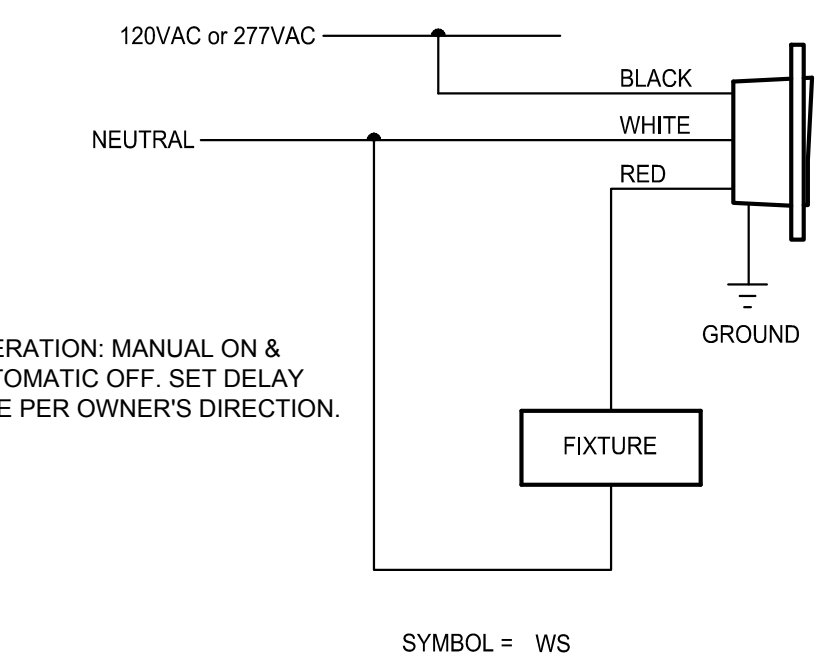 120VAC or 277VAC
BLACK
NEUTRAL
WHITE
RED
GROUND
ERATION: MANUAL ON &
TOMATIC OFF. SET DELAY
E PER OWNER'S DIRECTION.
FIXTURE
SYMBOL = WS